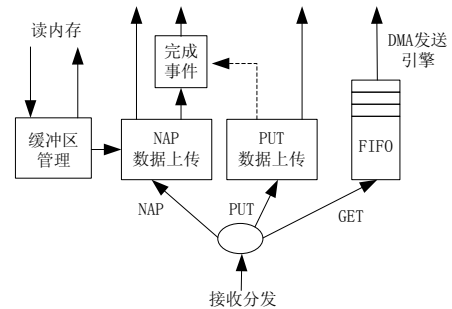 读内存
完成
事件
DMA发送
引擎
缓冲区
管理
NAP
数据上传
PUT
数据上传
FIFO
NAP
PUT
GET
接收分发